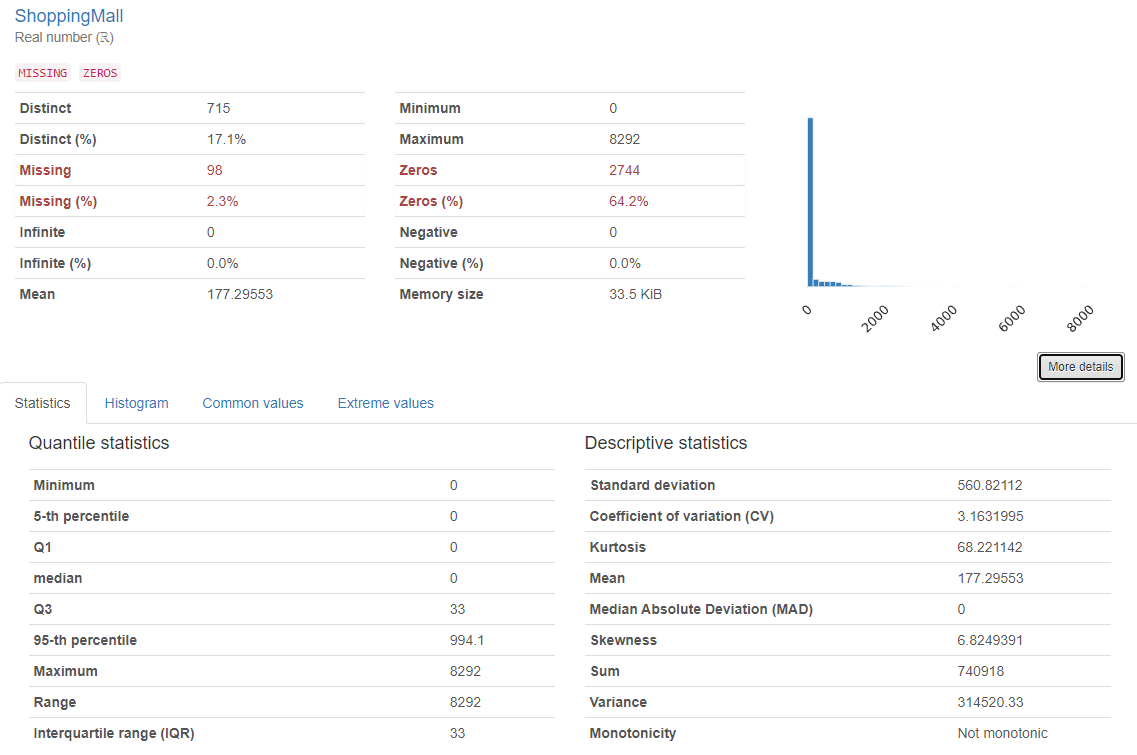 ShoppingMall
Real number (ℝ)
MISSING ZEROS
Distinct 715
Distinct (%) 17.1%
Missing 98
Missing (%) 2.3%
Infinite 0
Infinite (%) 0.0%
Mean 177.29553
Minimum 0
Maximum 8292
Zeros 2744
Zeros (%) 64.2%
Negative 0
Negative (%) 0.0%
Memory size 33.5 KiB
0 2000 4000 6000 8000
More details
Statistics Histogram Common values Extreme values
Quantile statistics
Minimum 0
5-th percentile 0
Q1 0
median 0
Q3 33
95-th percentile 994.1
Maximum 8292
Range 8292
Interquartile range (IQR) 33
Descriptive statistics
Standard deviation 560.82112
Coefficient of variation (CV) 3.1631995
Kurtosis 68.221142
Mean 177.29553
Median Absolute Deviation (MAD) 0
Skewness 6.8249391
Sum 740918
Variance 314520.33
Monotonicity Not monotonic